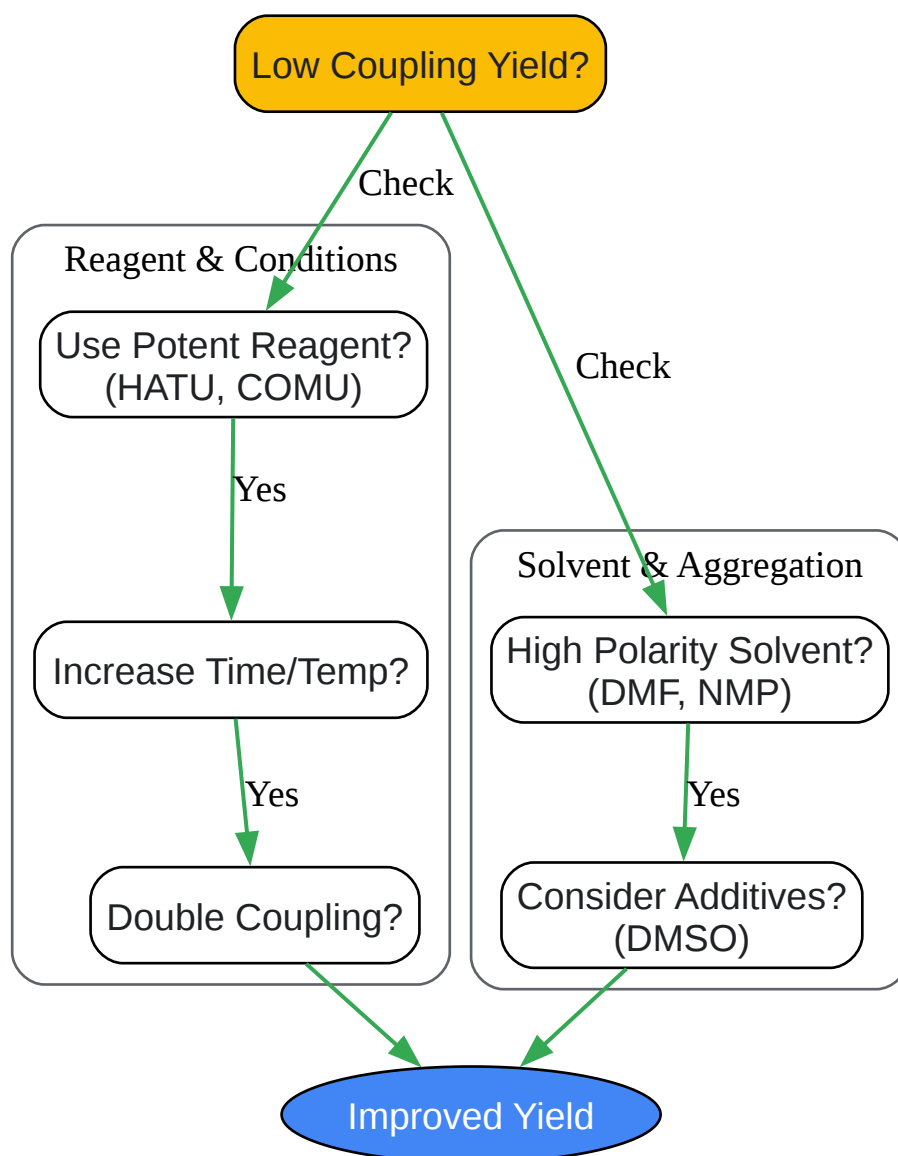 Low Coupling Yield?
Check
Reagent & Conditions
Use Potent Reagent?
(HATU, COMU)
Yes
Increase Time/Temp?
Yes
Double Coupling?
Check
Solvent & Aggregation
High Polarity Solvent?
(DMF, NMP)
Yes
Consider Additives?
(DMSO)
Improved Yield